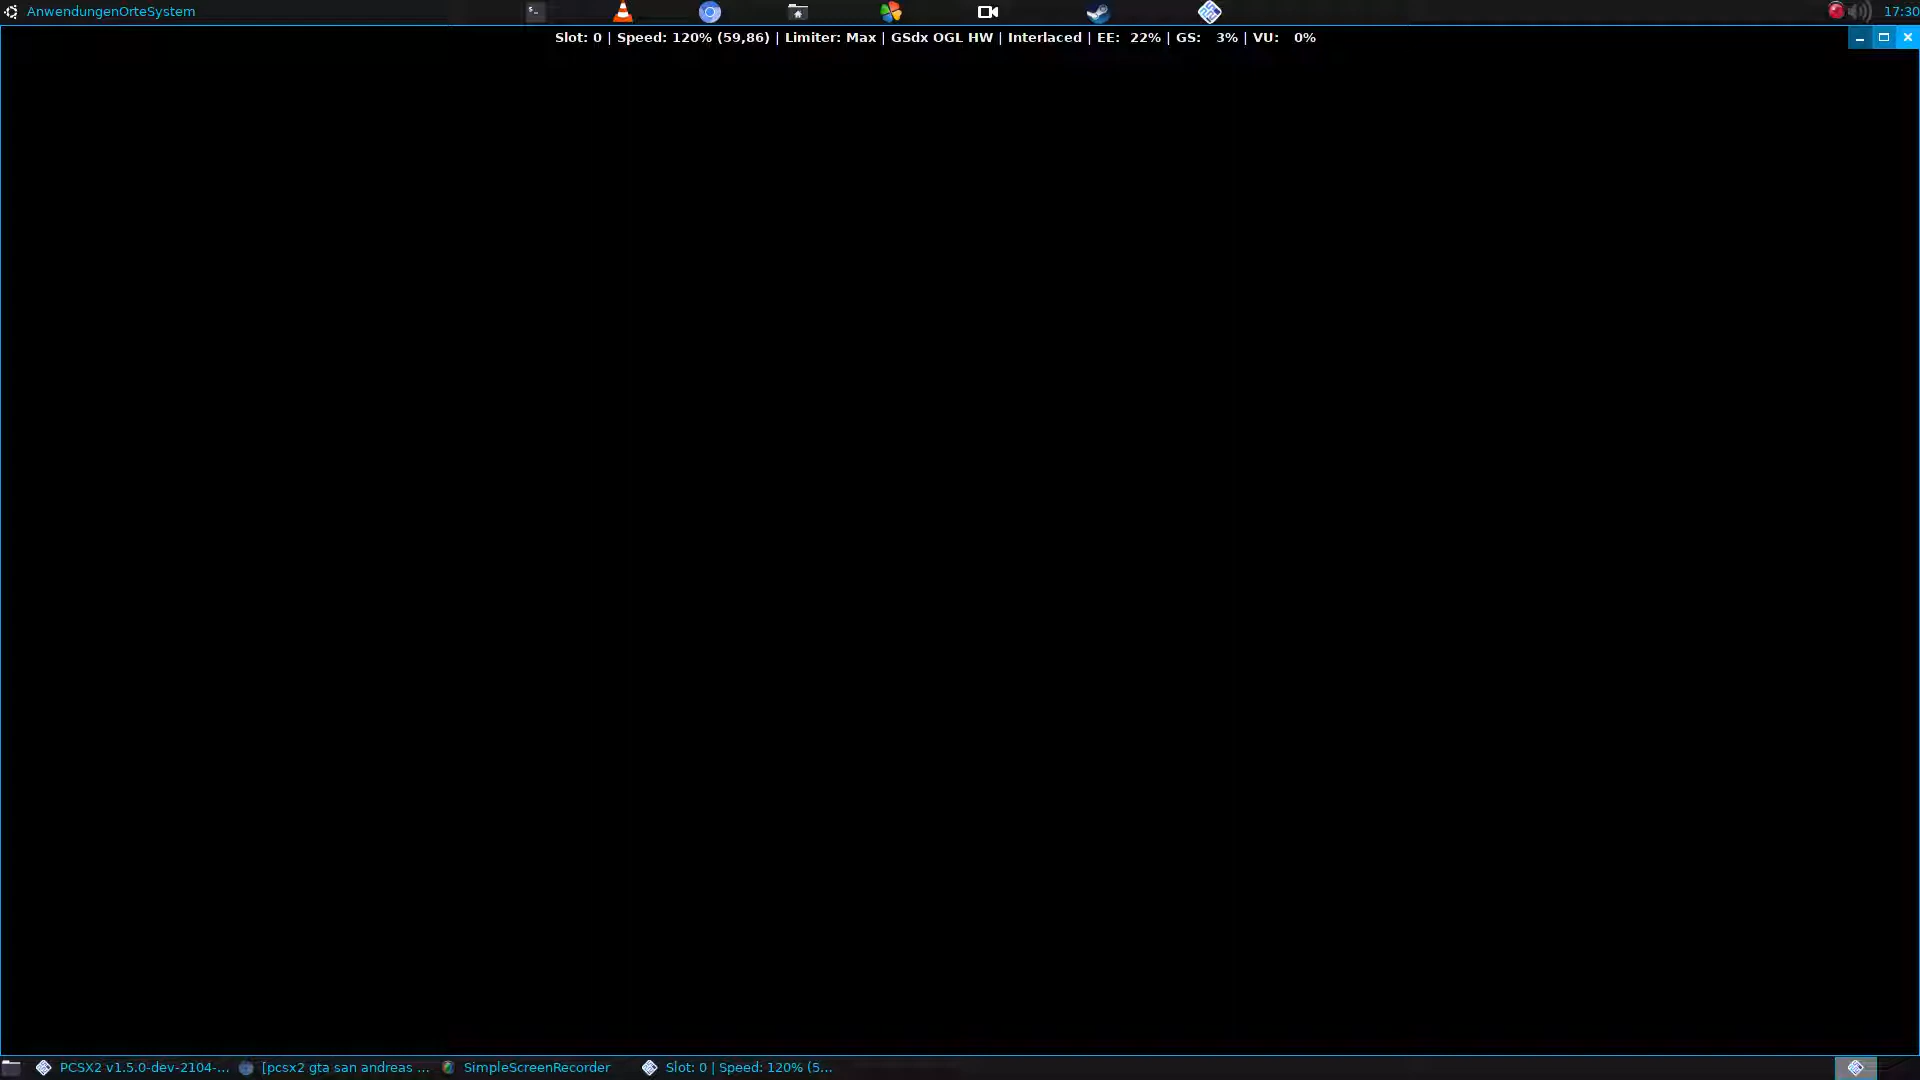 AnwendungenOrteSystem
17:30
Slot: 0 | Speed: 120% (59,86) | Limiter: Max | GSdx OGL HW | Interlaced | EE: 22% | GS: 3% | VU: 0%
PCSX2 v1.5.0-dev-2104-... [pcsx2 gta san andreas ... SimpleScreenRecorder Slot: 0 | Speed: 120% (5...